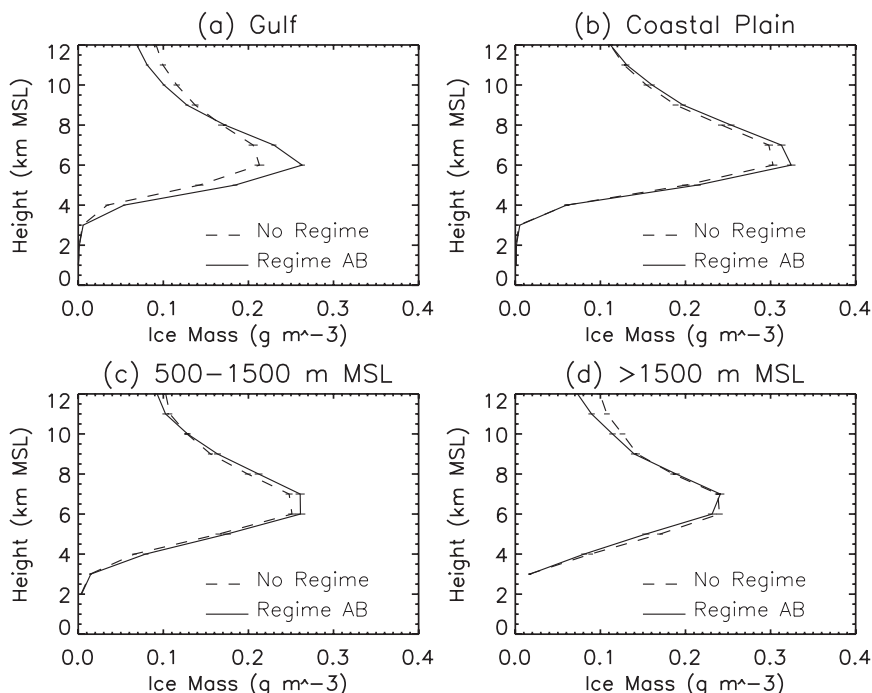 (a) Gulf
12
10
8
6
4
2
0
Height (km MSL)
No Regime
Regime AB
0.0 0.1 0.2 0.3 0.4
Ice Mass (g m^-3)
(b) Coastal Plain
12
10
8
6
4
2
0
Height (km MSL)
No Regime
Regime AB
0.0 0.1 0.2 0.3 0.4
Ice Mass (g m^-3)
(c) 500-1500 m MSL
12
10
8
6
4
2
0
Height (km MSL)
No Regime
Regime AB
0.0 0.1 0.2 0.3 0.4
Ice Mass (g m^-3)
(d) >1500 m MSL
12
10
8
6
4
2
0
Height (km MSL)
No Regime
Regime AB
0.0 0.1 0.2 0.3 0.4
Ice Mass (g m^-3)